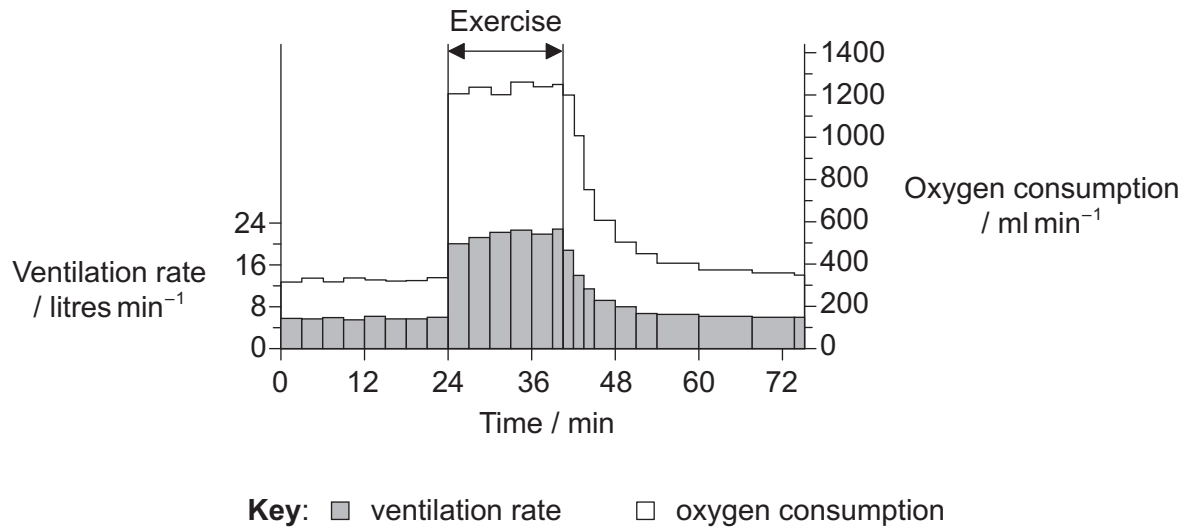 Exercise
1400
1200
1000
800
600
400
200
0
Oxygen consumption
/ ml min⁻¹
24
16
8
0
Ventilation rate
/ litres min⁻¹
0 12 24 36 48 60 72
Time / min
Key: ventilation rate oxygen consumption